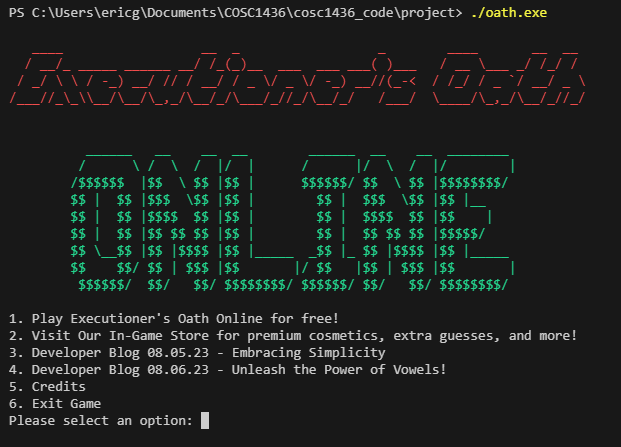 PS C:\Users\ericg\Documents\COSC1436\cosc1436_code\project> ./oath.exe
Executioner's Oath
ONLINE
1. Play Executioner's Oath Online for free!
2. Visit Our In-Game Store for premium cosmetics, extra guesses, and more!
3. Developer Blog 08.05.23 - Embracing Simplicity
4. Developer Blog 08.06.23 - Unleash the Power of Vowels!
5. Credits
6. Exit Game
Please select an option: